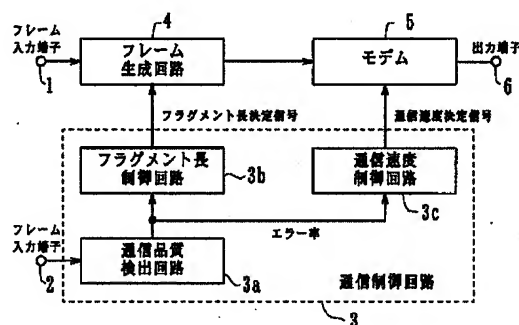 フレーム
入力端子
1
4
フレーム
生成回路
5
モデム
出力端子
6
フラグメント長決定信号
通信速度決定信号
フラグメント長
制御回路
3b
通信速度
制御回路
3c
エラー率
フレーム
入力端子
2
通信品質
検出回路
3a
通信制御回路
3